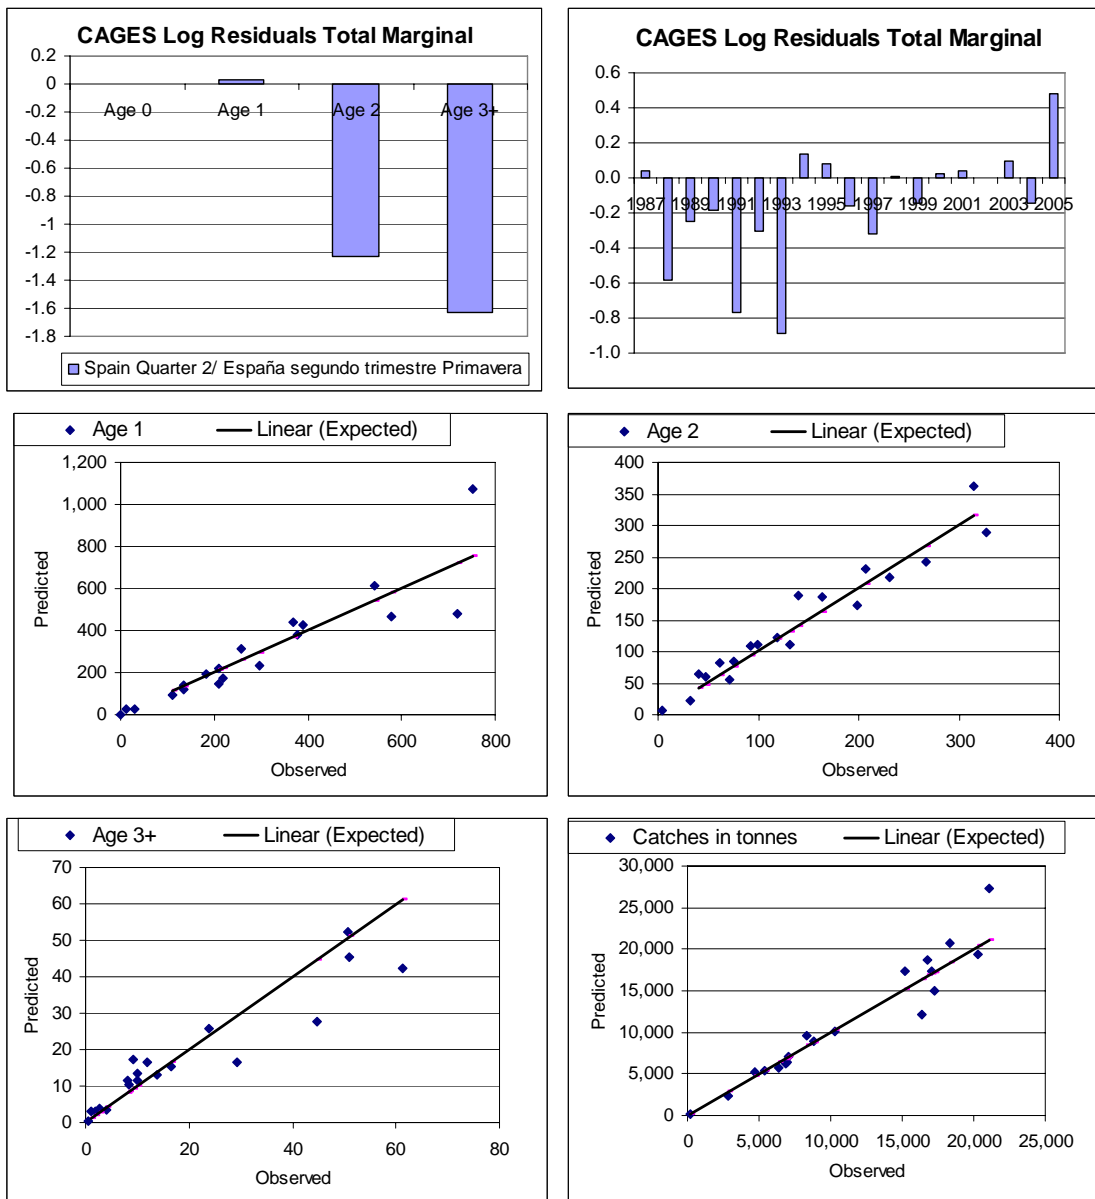 CAGES Log Residuals Total Marginal
0.2
0
-0.2
-0.4
-0.6
-0.8
-1
-1.2
-1.4
-1.6
-1.8
Age 0 Age 1 Age 2 Age 3+
Spain Quarter 2/ España segundo trimestre Primavera
CAGES Log Residuals Total Marginal
0.6
0.4
0.2
0.0
-0.2
-0.4
-0.6
-0.8
-1.0
1987 1989 1991 1993 1995 1997 1999 2001 2003 2005
Age 1 Linear (Expected)
Predicted
1,200
1,000
800
600
400
200
0
0 200 400 600 800
Observed
Age 2 Linear (Expected)
Predicted
400
350
300
250
200
150
100
50
0
0 100 200 300 400
Observed
Age 3+ Linear (Expected)
Predicted
70
60
50
40
30
20
10
0
0 20 40 60 80
Observed
Catches in tonnes Linear (Expected)
Predicted
30,000
25,000
20,000
15,000
10,000
5,000
0
0 5,000 10,000 15,000 20,000 25,000
Observed